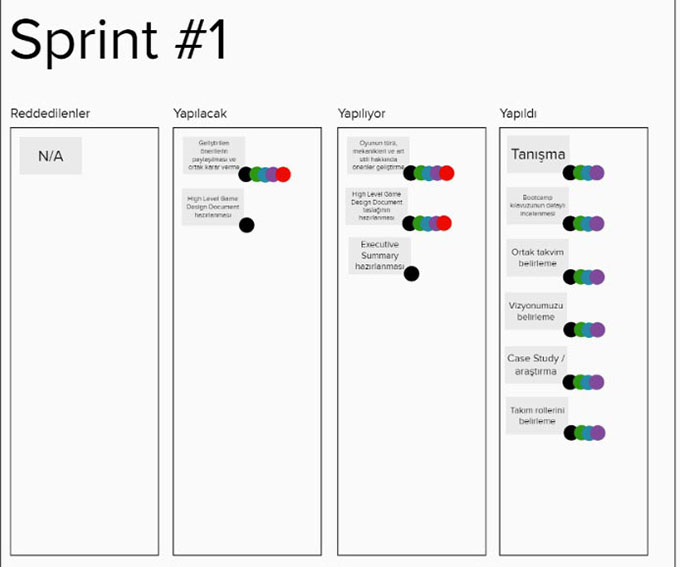 Sprint #1
Reddedilenler
N/A
Yapılacak
Geliştirilen
önerilerin
paylaşılması ve
ortak karar verme
High Level Game
Design Document
hazırlanması
Yapılıyor
Oyunun türü,
mekanikleri ve art
stili hakkında
öneriler geliştirme
High Level Game
Design Document
taslağının
hazırlanması
Executive
Summary
hazırlanması
Yapıldı
Tanışma
Bootcamp
kılavuzunun detaylı
incelenmesi
Ortak takvim
belirleme
Vizyonumuzu
belirleme
Case Study /
araştırma
Takım rollerini
belirleme